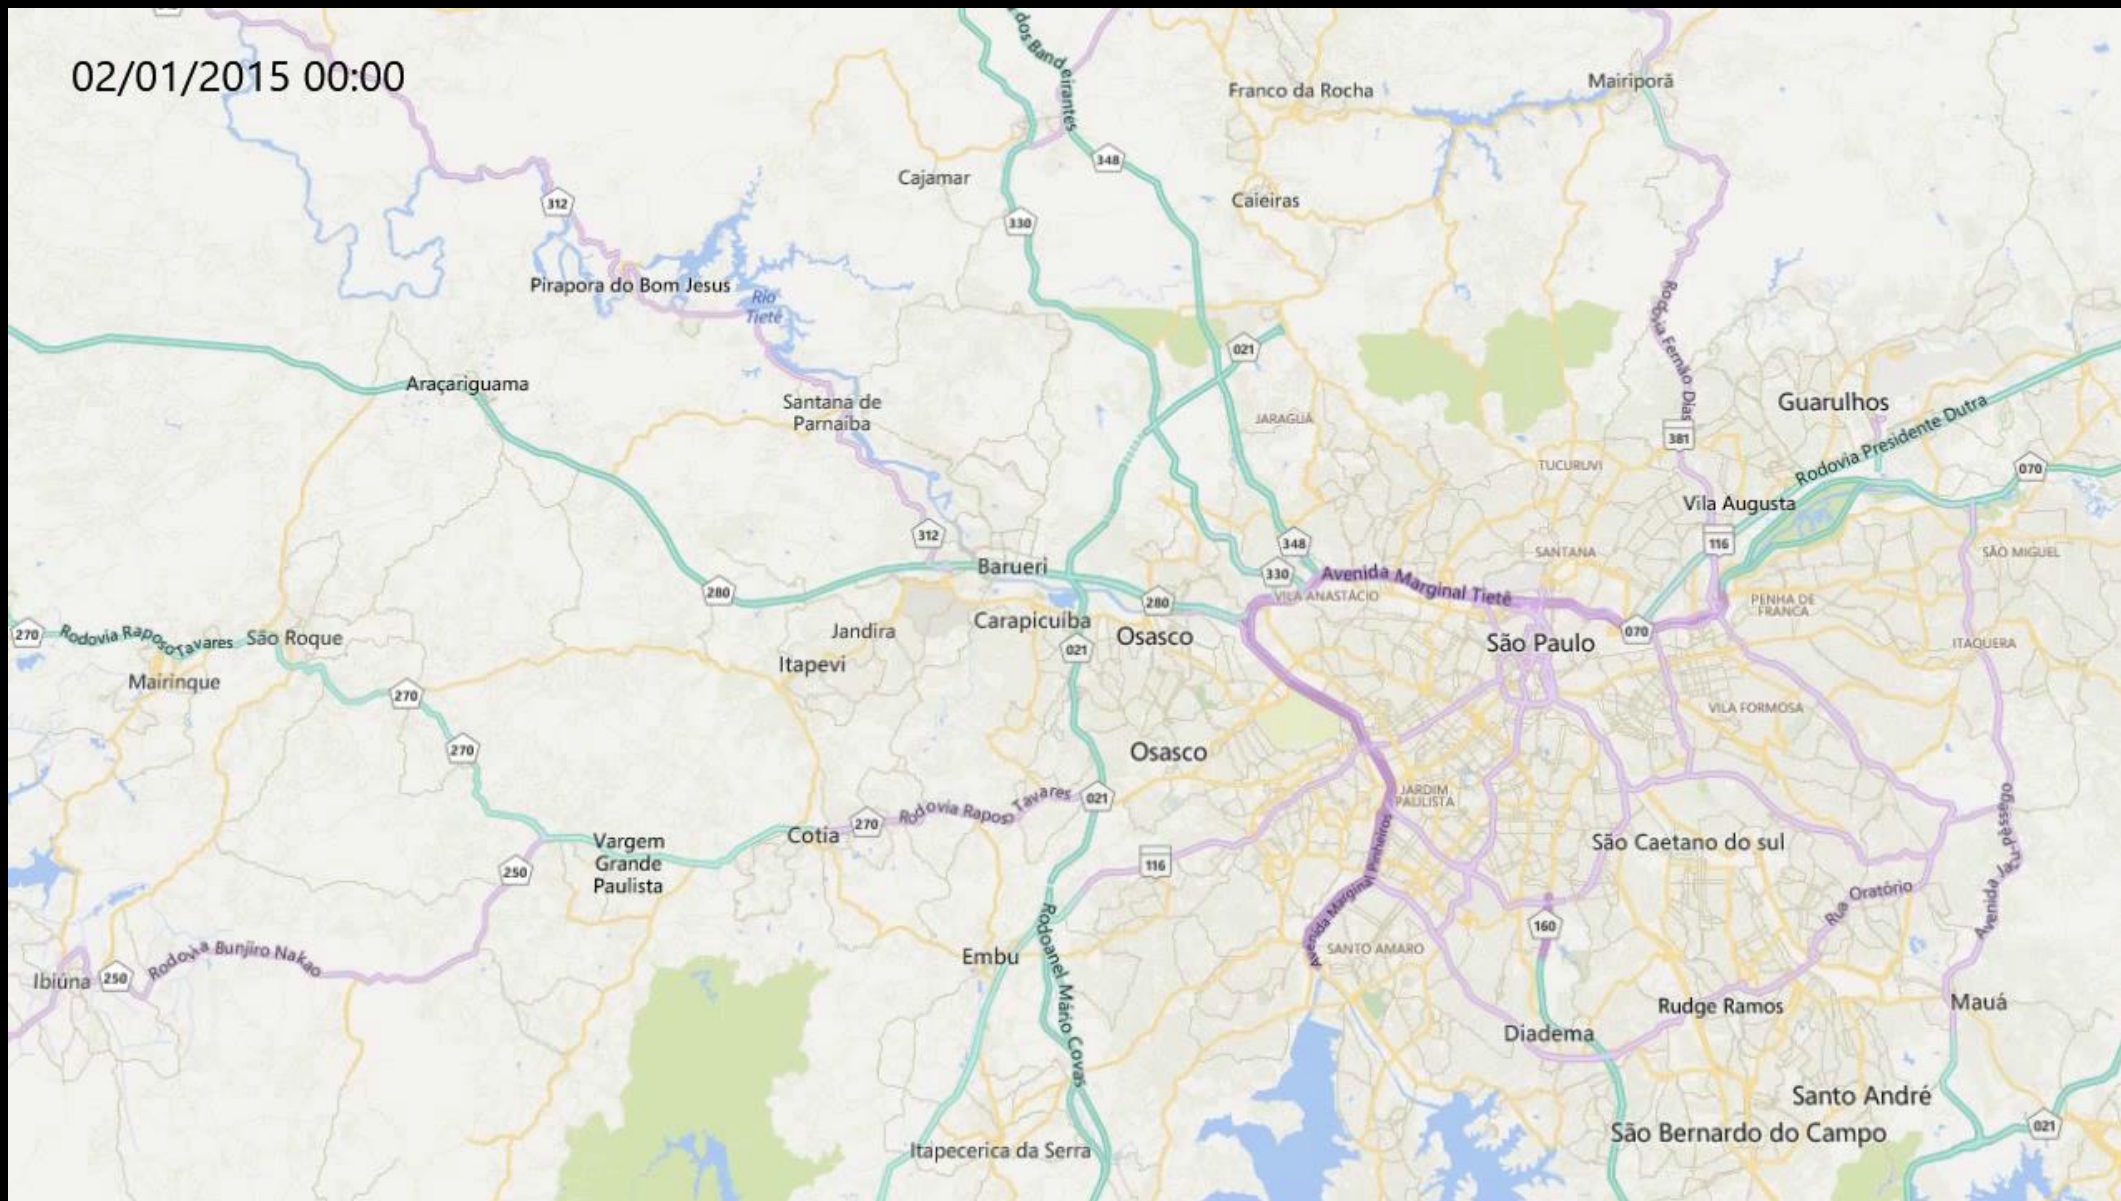 02/01/2015 00:00
dos Bandeirantes
Franco da Rocha
Mairiporã
348
Cajamar
312
Caieiras
330
Pirapora do Bom Jesus
Rio
Tietê
Rodovia Fernão Dias
021
Araçariguama
Santana de
Parnaíba
Guarulhos
JARAGUÁ
381
Rodovia Presidente Dutra
TUCURUVI
070
Vila Augusta
312
348
116
SANTANA
SÃO MIGUEL
Barueri
330
Avenida Marginal Tietê
280
280
VILA ANASTÁCIO
PENHA DE
FRANCA
Carapicuíba
270
Rodovia Raposo Tavares
São Roque
Jandira
Osasco
070
São Paulo
ITAQUERA
021
Itapevi
Mairinque
270
VILA FORMOSA
270
Osasco
JARDIM
PAULISTA
021
Rodovia Raposo Tavares
270
Cotia
Vargem
Grande
Paulista
São Caetano do sul
Avenida Jacu-Pêssego
116
250
Avenida Marginal Pinheiros
Rua Oratório
160
Rodovia Bunjiro Nakao
SANTO AMARO
Embu
Ibiúna
250
Rodoanel Mário Covas
Rudge Ramos
Mauá
Diadema
Santo André
021
São Bernardo do Campo
Itapecerica da Serra